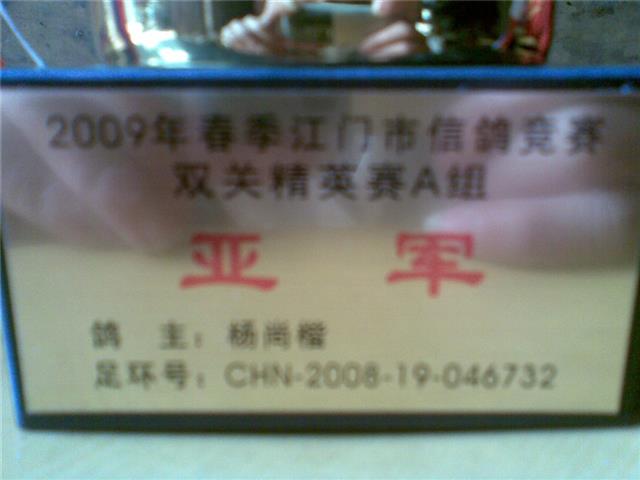 2009年春季江门市信鸽竞赛
双关精英赛A组
亚 军
鸽 主：杨尚楷
足环号：CHN-2008-19-046732